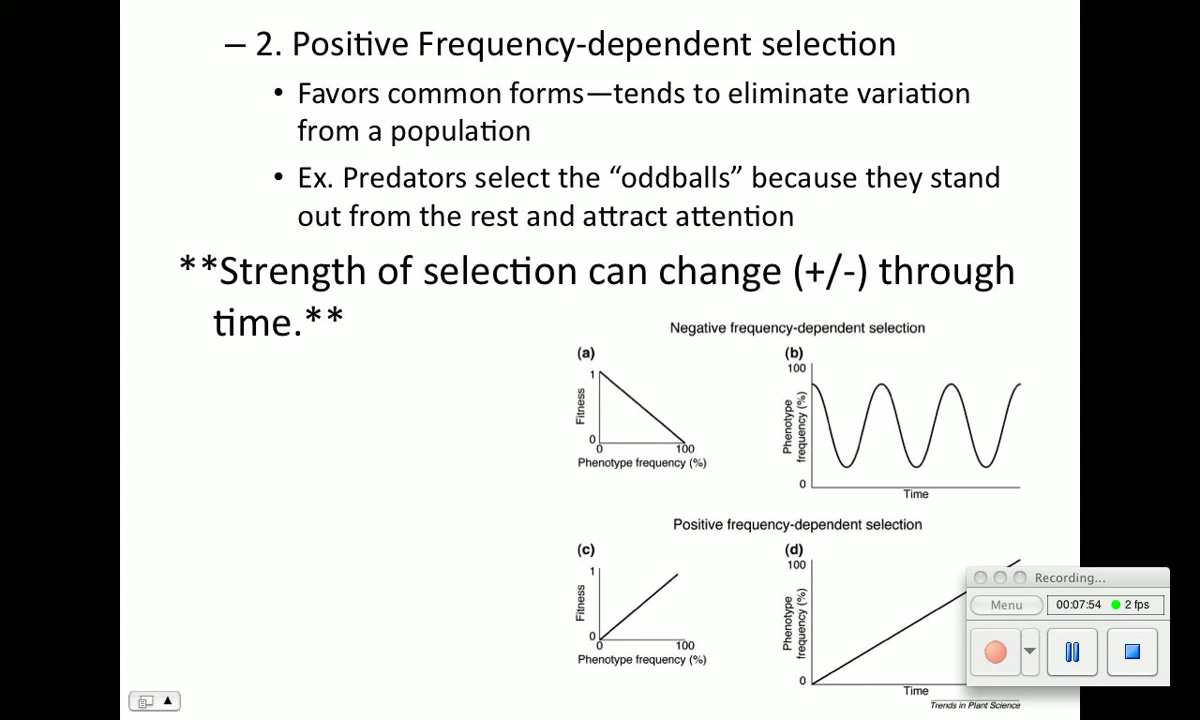 – 2. Positive Frequency-dependent selection
• Favors common forms—tends to eliminate variation
from a population
• Ex. Predators select the “oddballs” because they stand
out from the rest and attract attention
**Strength of selection can change (+/-) through
time.**
Negative frequency-dependent selection
(a)
1
Fitness
0
0
100
Phenotype frequency (%)
(b)
100
Phenotype
frequency (%)
0
Time
Positive frequency-dependent selection
(c)
1
Fitness
0
0
100
Phenotype frequency (%)
(d)
100
Phenotype
frequency (%)
0
Time
Trends in Plant Science
Recording...
Menu
00:07:54
2 fps